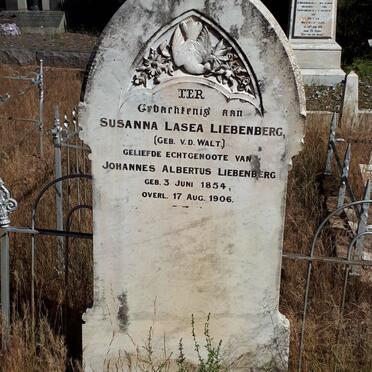 TER
Gedachtenis aan
SUSANNA LASEA LIEBENBERG,
(GEB. V.D. WALT.)
GELIEFDE ECHTGENOOTE VAN
JOHANNES ALBERTUS LIEBENBERG
GEB. 3 JUNI 1854,
OVERL. 17 AUG. 1906.